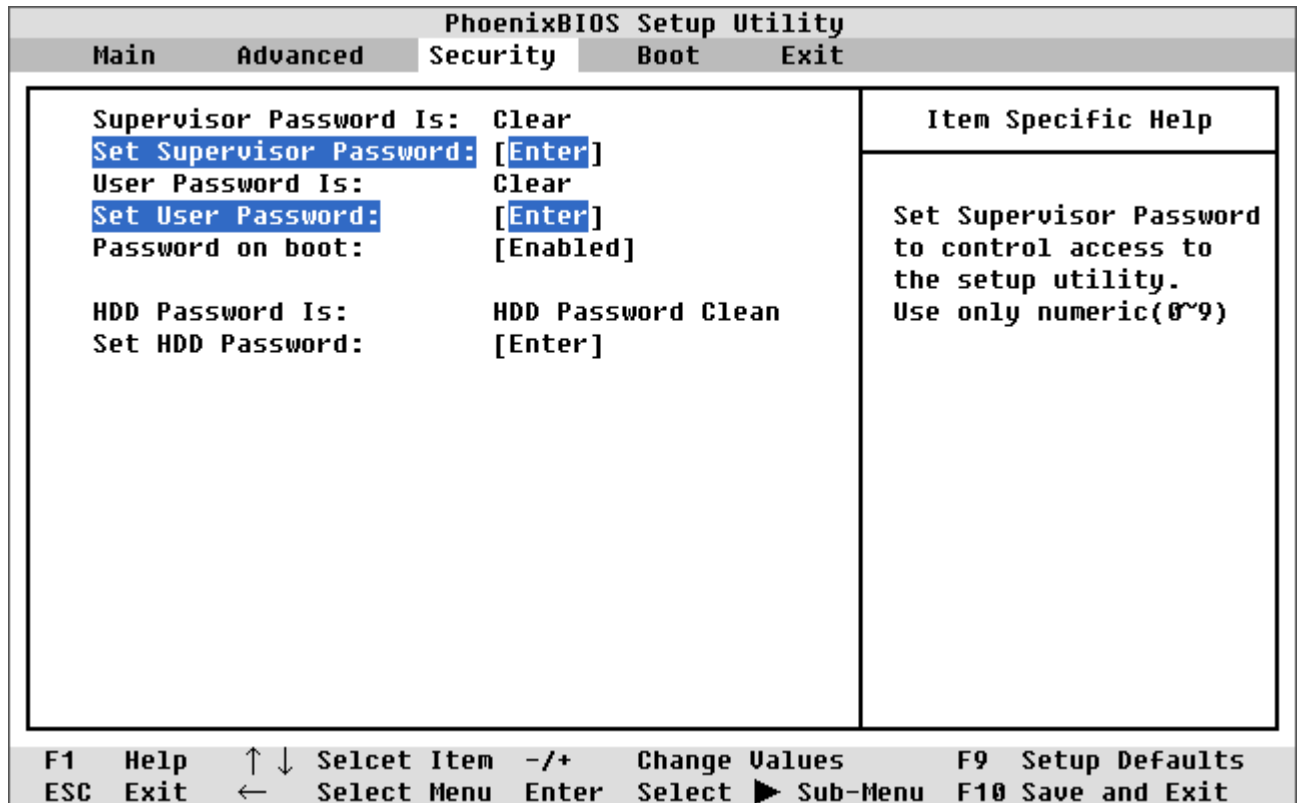 PhoenixBIOS Setup Utility
Main Advanced Security Boot Exit
Supervisor Password Is: Clear
Set Supervisor Password: [Enter]
User Password Is: Clear
Set User Password: [Enter]
Password on boot: [Enabled]
HDD Password Is: HDD Password Clean
Set HDD Password: [Enter]
Item Specific Help
Set Supervisor Password
to control access to
the setup utility.
Use only numeric(0~9)
F1 Help ↑↓ Selcet Item -/+ Change Values F9 Setup Defaults
ESC Exit ← Select Menu Enter Select ▶ Sub-Menu F10 Save and Exit